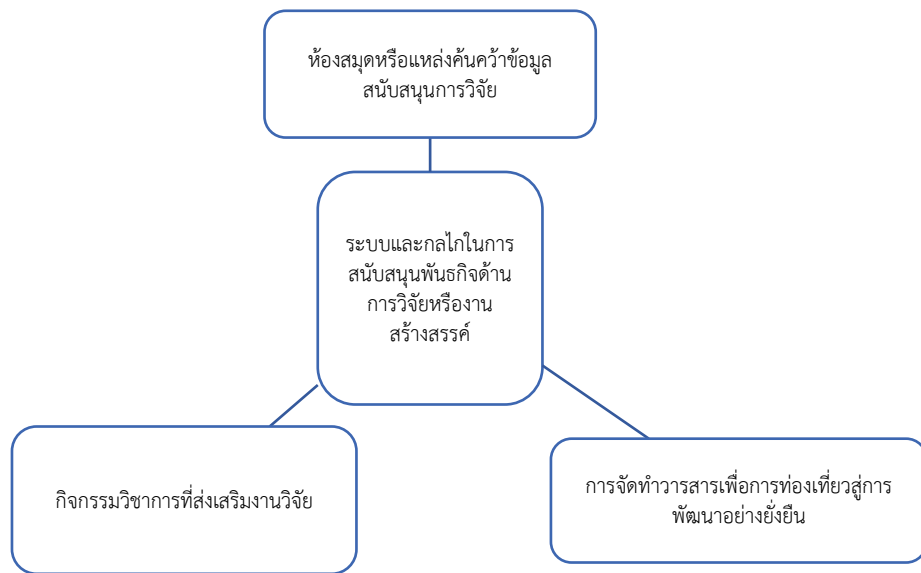 ห้องสมุดหรือแหล่งค้นคว้าข้อมูล
สนับสนุนการวิจัย
ระบบและกลไกในการ
สนับสนุนพันธกิจด้าน
การวิจัยหรืองาน
สร้างสรรค์
กิจกรรมวิชาการที่ส่งเสริมงานวิจัย
การจัดทำวารสารเพื่อการท่องเที่ยวสู่การ
พัฒนาอย่างยั่งยืน